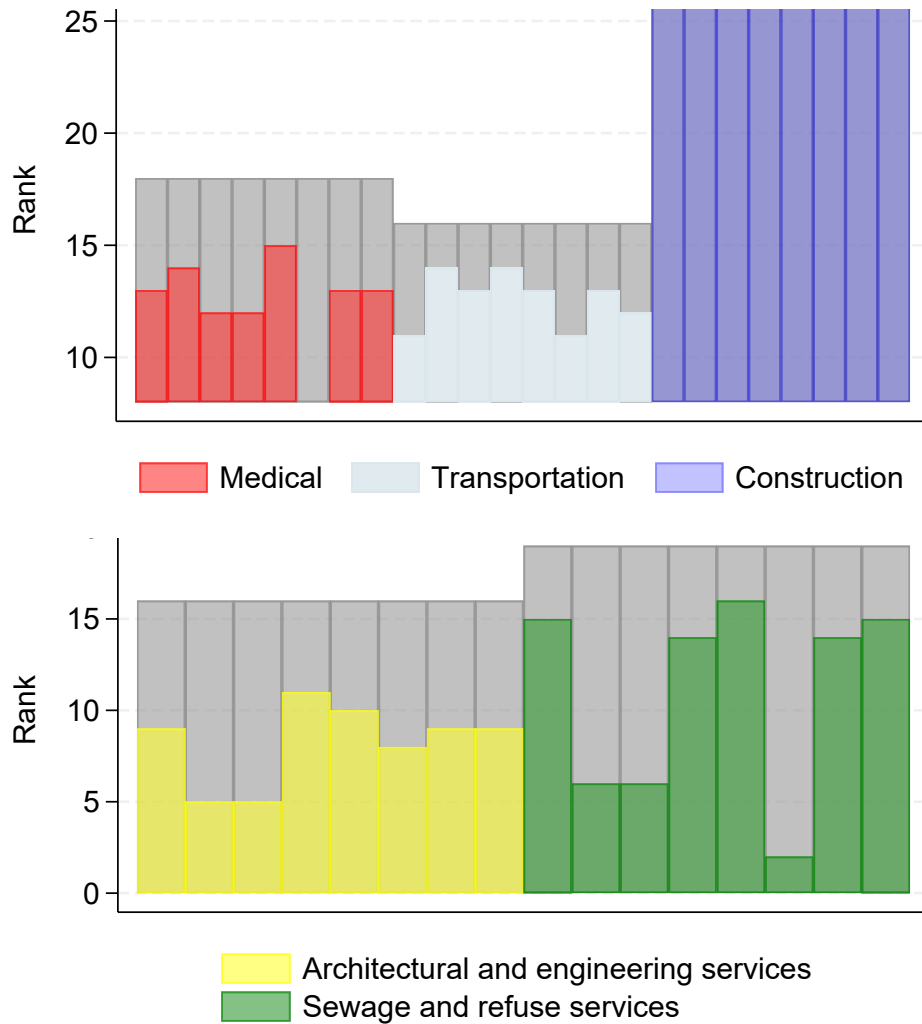 25
20
15
10
Rank
Medical Transportation Construction
15
10
5
0
Rank
Architectural and engineering services
Sewage and refuse services